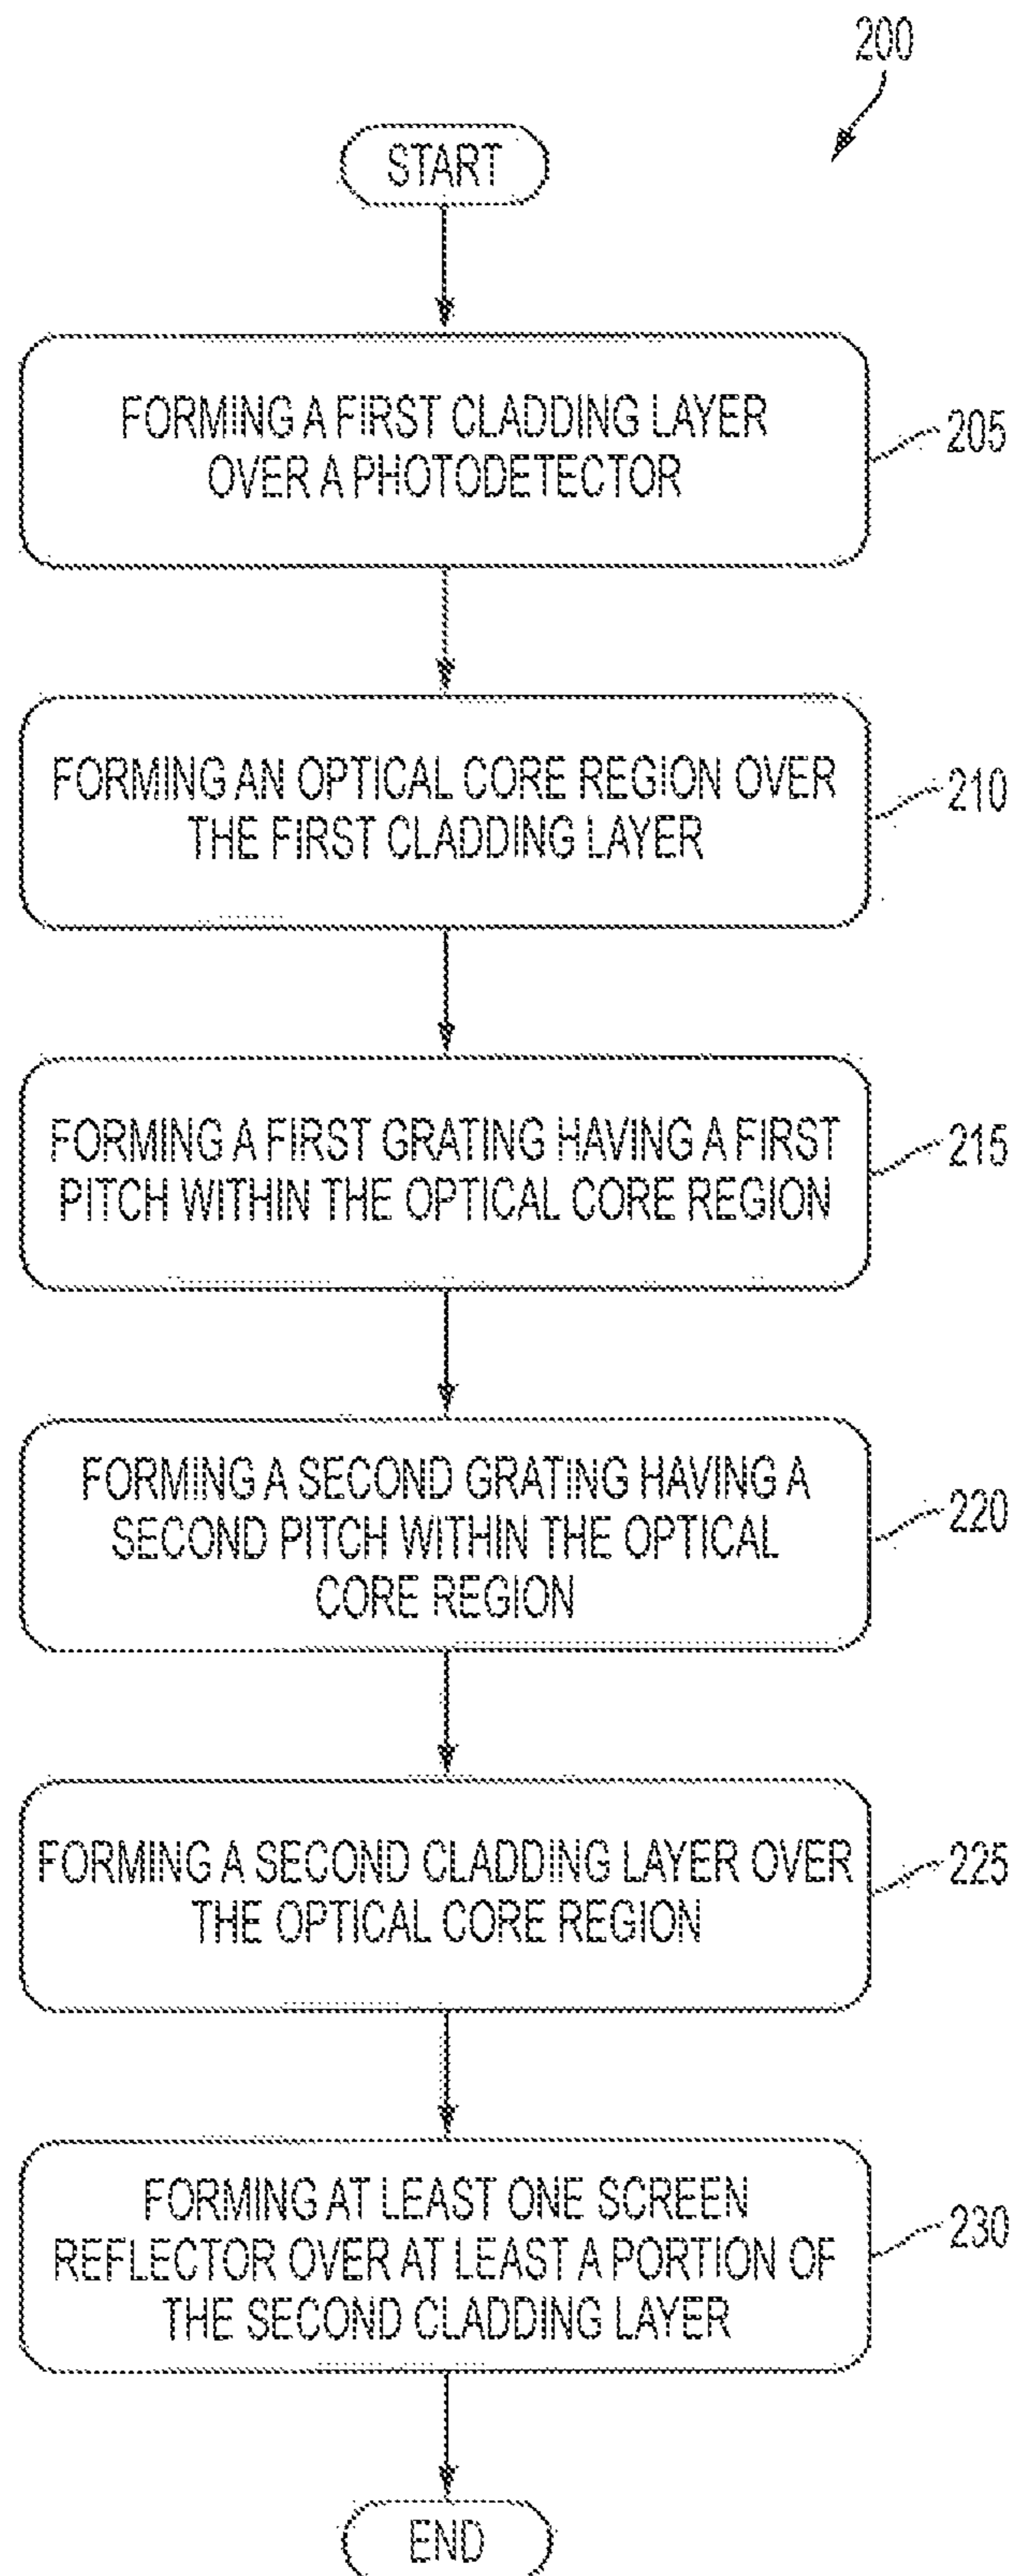 200
START
FORMING A FIRST CLADDING LAYER
OVER A PHOTODETECTOR
205
FORMING AN OPTICAL CORE REGION OVER
THE FIRST CLADDING LAYER
210
FORMING A FIRST GRATING HAVING A FIRST
PITCH WITHIN THE OPTICAL CORE REGION
215
FORMING A SECOND GRATING HAVING A
SECOND PITCH WITHIN THE OPTICAL
CORE REGION
220
FORMING A SECOND CLADDING LAYER OVER
THE OPTICAL CORE REGION
225
FORMING AT LEAST ONE SCREEN
REFLECTOR OVER AT LEAST A PORTION OF
THE SECOND CLADDING LAYER
230
END